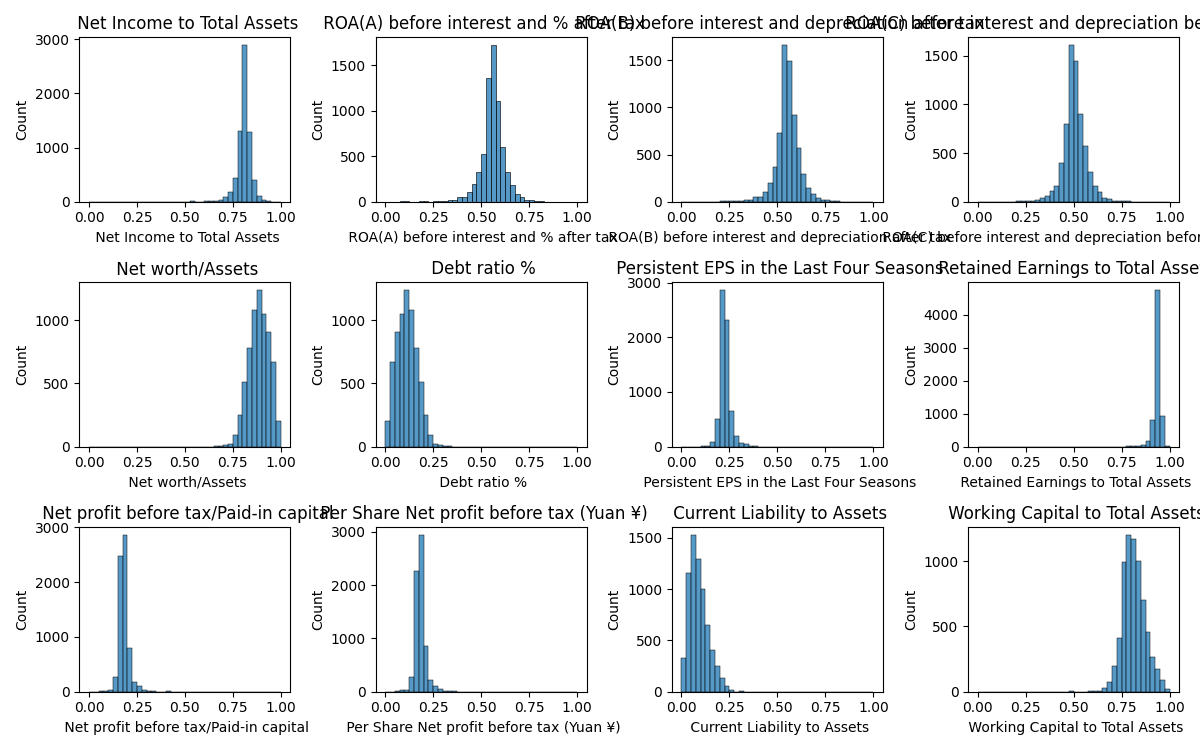 Net Income to Total Assets
3000
2000
1000
0
Count
0.00 0.25 0.50 0.75 1.00
Net Income to Total Assets
ROA(A) before interest and % after tax
1500
1000
500
0
Count
0.00 0.25 0.50 0.75 1.00
ROA(A) before interest and % after tax
ROA(B) before interest and depreciation after tax
1500
1000
500
0
Count
0.00 0.25 0.50 0.75 1.00
ROA(B) before interest and depreciation after tax
ROA(C) before interest and depreciation be
1500
1000
500
0
Count
0.00 0.25 0.50 0.75 1.00
ROA(C) before interest and depreciation befor
Net worth/Assets
1000
500
0
Count
0.00 0.25 0.50 0.75 1.00
Net worth/Assets
Debt ratio %
1000
500
0
Count
0.00 0.25 0.50 0.75 1.00
Debt ratio %
Persistent EPS in the Last Four Seasons
3000
2000
1000
0
Count
0.00 0.25 0.50 0.75 1.00
Persistent EPS in the Last Four Seasons
Retained Earnings to Total Asse
4000
3000
2000
1000
0
Count
0.00 0.25 0.50 0.75 1.00
Retained Earnings to Total Assets
Net profit before tax/Paid-in capital
3000
2000
1000
0
Count
0.00 0.25 0.50 0.75 1.00
Net profit before tax/Paid-in capital
Per Share Net profit before tax (Yuan ¥)
3000
2000
1000
0
Count
0.00 0.25 0.50 0.75 1.00
Per Share Net profit before tax (Yuan ¥)
Current Liability to Assets
1500
1000
500
0
Count
0.00 0.25 0.50 0.75 1.00
Current Liability to Assets
Working Capital to Total Assets
1000
500
0
Count
0.00 0.25 0.50 0.75 1.00
Working Capital to Total Assets